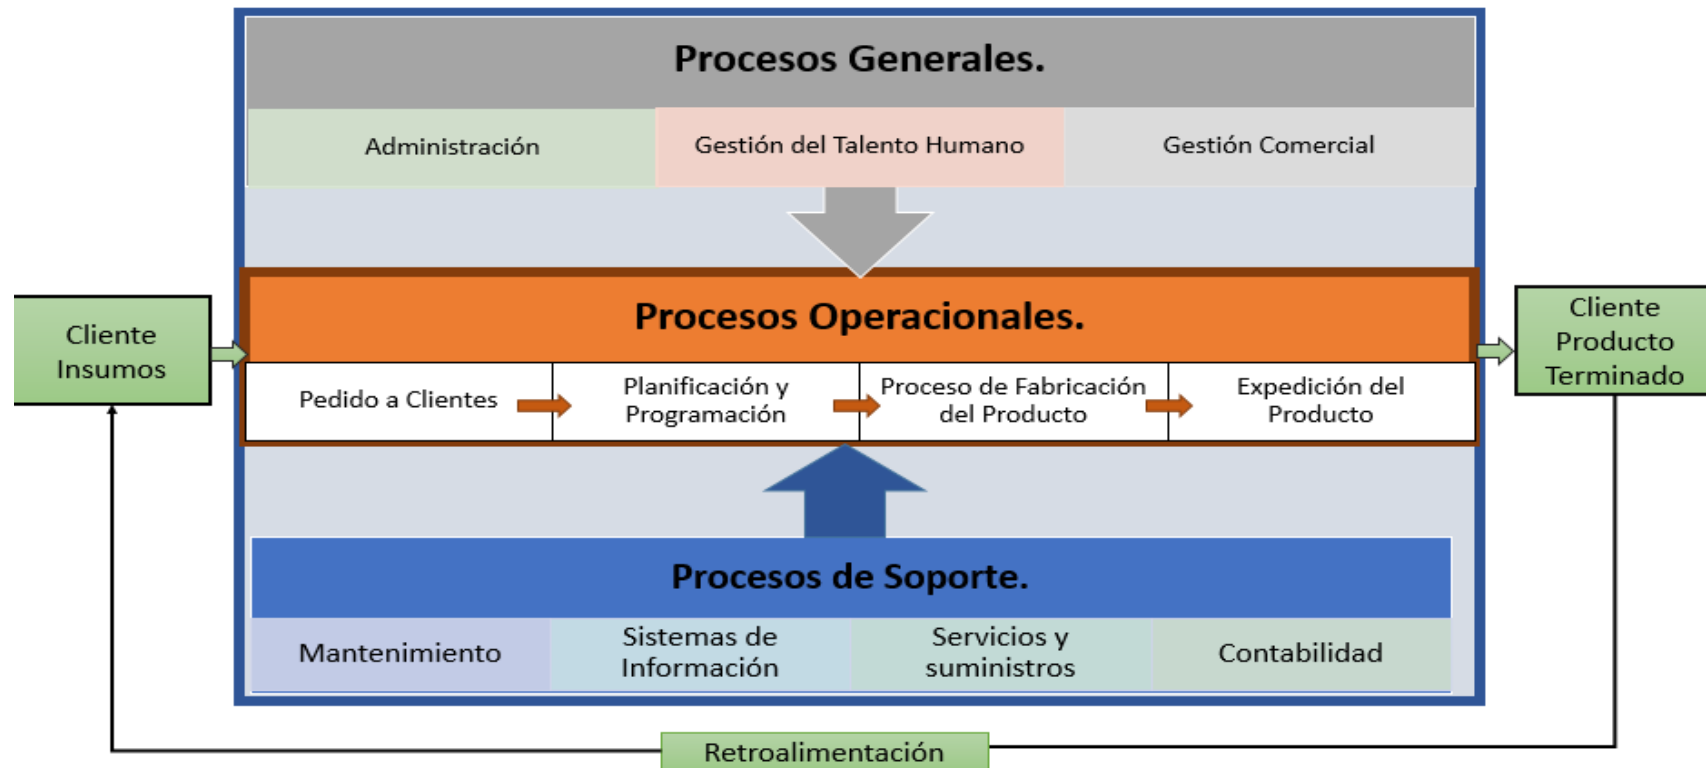 Procesos Generales.
Administración
Gestión del Talento Humano
Gestión Comercial
Cliente
Insumos
Procesos Operacionales.
Pedido a Clientes
Planificación y
Programación
Proceso de Fabricación
del Producto
Expedición del
Producto
Cliente
Producto
Terminado
Procesos de Soporte.
Mantenimiento
Sistemas de
Información
Servicios y
suministros
Contabilidad
Retroalimentación